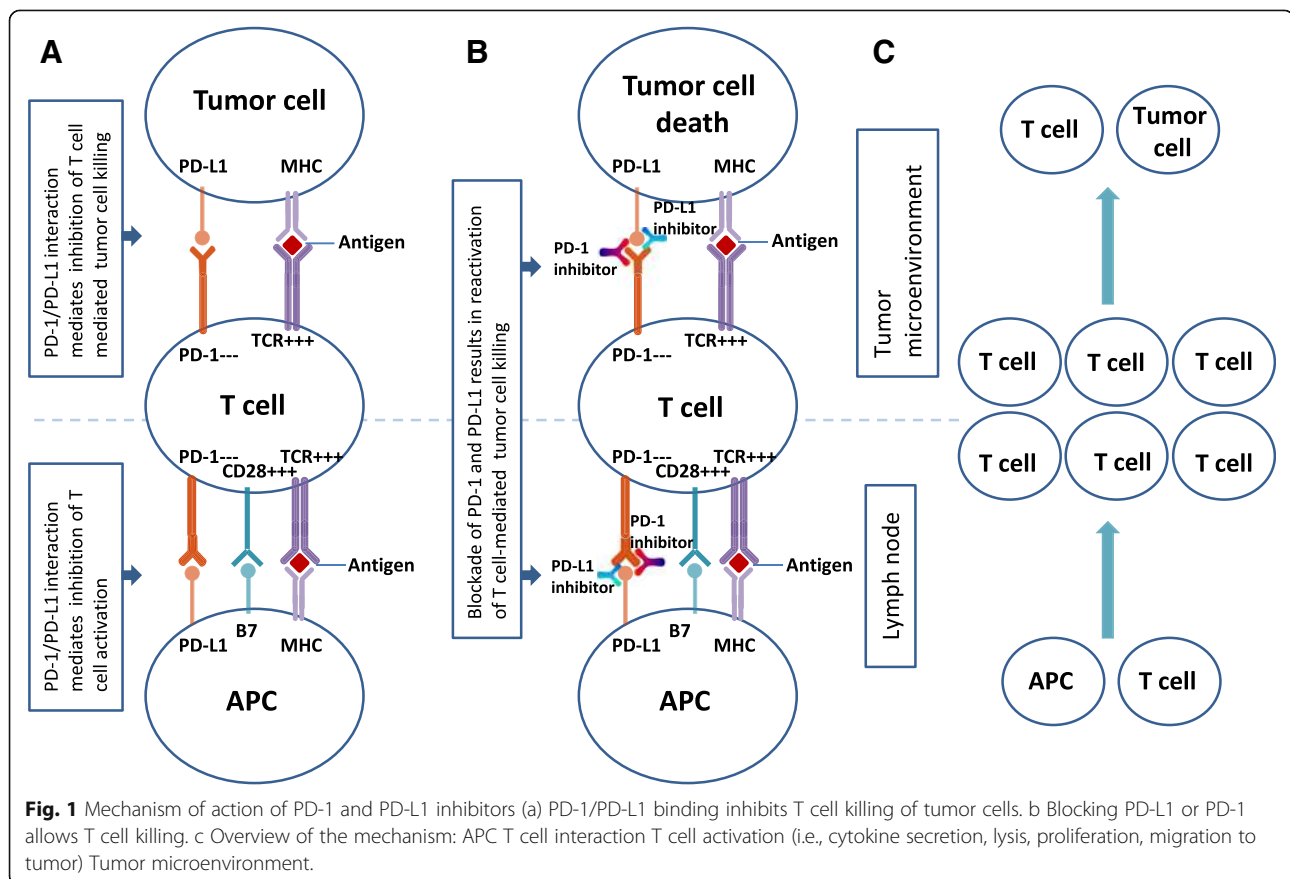 A
Tumor cell
PD-L1
MHC
PD-1/PD-L1 interaction
mediates inhibition of T cell
mediated tumor cell killing
Antigen
PD-1---
TCR+++
T cell
PD-1---
CD28+++
TCR+++
PD-1/PD-L1 interaction
mediates inhibition of T
cell activation
Antigen
PD-L1
B7
MHC
APC
B
Tumor cell
death
PD-L1
MHC
PD-L1
inhibitor
PD-1
inhibitor
Antigen
Blockade of PD-1 and PD-L1 results in reactivation
of T cell-mediated tumor cell killing
PD-1---
TCR+++
T cell
PD-1---
CD28+++
TCR+++
PD-1
inhibitor
PD-L1
inhibitor
Antigen
PD-L1
B7
MHC
APC
C
T cell
Tumor
cell
Tumor
microenvironment
T cell
T cell
T cell
T cell
T cell
T cell
Lymph node
APC
T cell
Fig. 1 Mechanism of action of PD-1 and PD-L1 inhibitors (a) PD-1/PD-L1 binding inhibits T cell killing of tumor cells. b Blocking PD-L1 or PD-1
allows T cell killing. c Overview of the mechanism: APC T cell interaction T cell activation (i.e., cytokine secretion, lysis, proliferation, migration to
tumor) Tumor microenvironment.